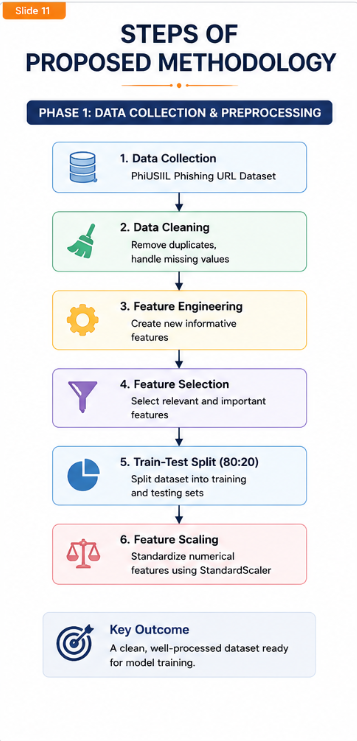 Slide 11
STEPS OF
PROPOSED METHODOLOGY
PHASE 1: DATA COLLECTION & PREPROCESSING
1. Data Collection
PhiUSIIL Phishing URL Dataset
2. Data Cleaning
Remove duplicates,
handle missing values
3. Feature Engineering
Create new informative
features
4. Feature Selection
Select relevant and important
features
5. Train-Test Split (80:20)
Split dataset into training
and testing sets
6. Feature Scaling
Standardize numerical
features using StandardScaler
Key Outcome
A clean, well-processed dataset ready
for model training.